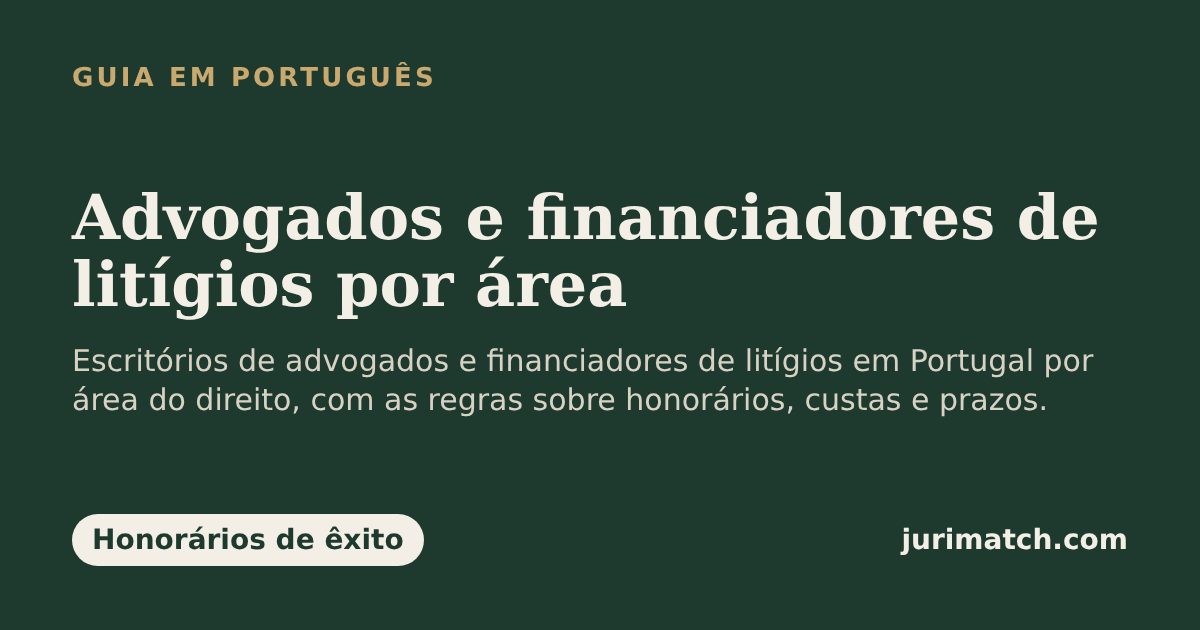 GUIA EM PORTUGUÊS
Advogados e financiadores de
litígios por área
Escritórios de advogados e financiadores de litígios em Portugal por
área do direito, com as regras sobre honorários, custas e prazos.
Honorários de êxito
jurimatch.com